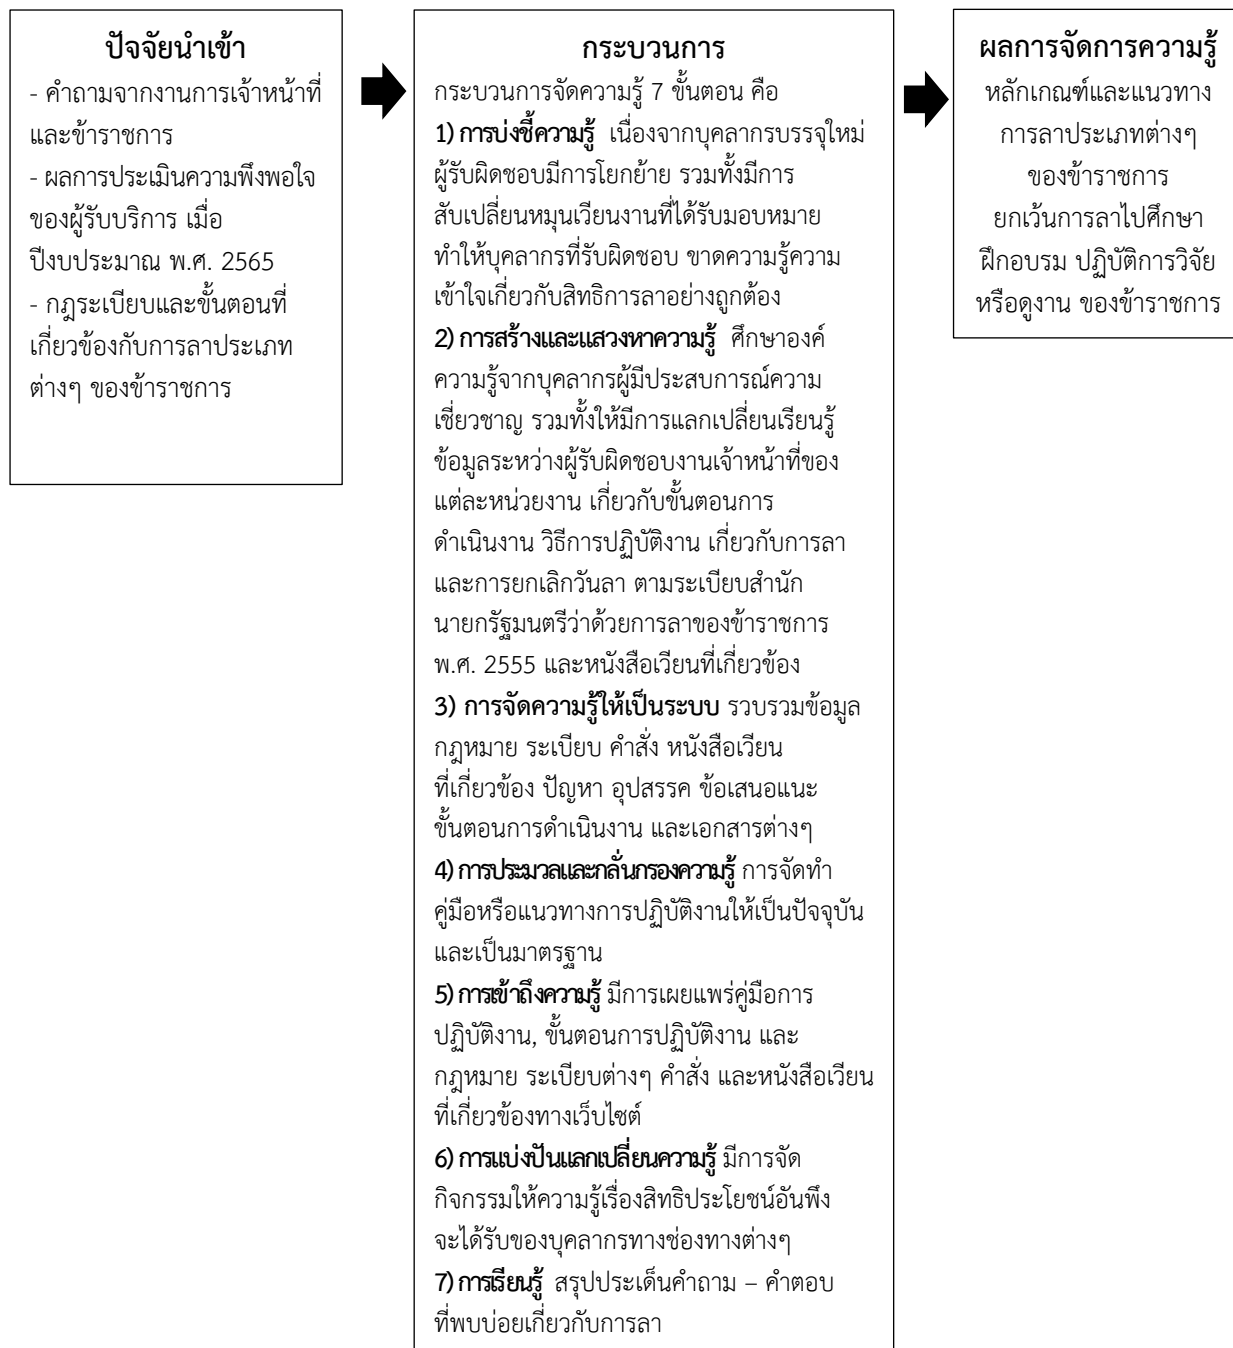 ปัจจัยนำเข้า
- คำถามจากงานการเจ้าหน้าที่
และข้าราชการ
- ผลการประเมินความพึงพอใจ
ของผู้รับบริการ เมื่อ
ปีงบประมาณ พ.ศ. 2565
- กฎระเบียบและขั้นตอนที่
เกี่ยวข้องกับการลาประเภท
ต่างๆ ของข้าราชการ
กระบวนการ
กระบวนการจัดความรู้ 7 ขั้นตอน คือ
1) การบ่งชี้ความรู้ เนื่องจากบุคลากรบรรจุใหม่
ผู้รับผิดชอบมีการโยกย้าย รวมทั้งมีการ
สับเปลี่ยนหมุนเวียนงานที่ได้รับมอบหมาย
ทำให้บุคลากรที่รับผิดชอบ ขาดความรู้ความ
เข้าใจเกี่ยวกับสิทธิการลาอย่างถูกต้อง
2) การสร้างและแสวงหาความรู้ ศึกษาองค์
ความรู้จากบุคลากรผู้มีประสบการณ์ความ
เชี่ยวชาญ รวมทั้งให้มีการแลกเปลี่ยนเรียนรู้
ข้อมูลระหว่างผู้รับผิดชอบงานเจ้าหน้าที่ของ
แต่ละหน่วยงาน เกี่ยวกับขั้นตอนการ
ดำเนินงาน วิธีการปฏิบัติงาน เกี่ยวกับการลา
และการยกเลิกวันลา ตามระเบียบสำนัก
นายกรัฐมนตรีว่าด้วยการลาของข้าราชการ
พ.ศ. 2555 และหนังสือเวียนที่เกี่ยวข้อง
3) การจัดความรู้ให้เป็นระบบ รวบรวมข้อมูล
กฎหมาย ระเบียบ คำสั่ง หนังสือเวียน
ที่เกี่ยวข้อง ปัญหา อุปสรรค ข้อเสนอแนะ
ขั้นตอนการดำเนินงาน และเอกสารต่างๆ
4) การประมวลและกลั่นกรองความรู้ การจัดทำ
คู่มือหรือแนวทางการปฏิบัติงานให้เป็นปัจจุบัน
และเป็นมาตรฐาน
5) การเข้าถึงความรู้ มีการเผยแพร่คู่มือการ
ปฏิบัติงาน, ขั้นตอนการปฏิบัติงาน และ
กฎหมาย ระเบียบต่างๆ คำสั่ง และหนังสือเวียน
ที่เกี่ยวข้องทางเว็บไซต์
6) การแบ่งปันแลกเปลี่ยนความรู้ มีการจัด
กิจกรรมให้ความรู้เรื่องสิทธิประโยชน์อันพึง
จะได้รับของบุคลากรทางช่องทางต่างๆ
7) การเรียนรู้ สรุปประเด็นคำถาม – คำตอบ
ที่พบบ่อยเกี่ยวกับการลา
ผลการจัดการความรู้
หลักเกณฑ์และแนวทาง
การลาประเภทต่างๆ
ของข้าราชการ
ยกเว้นการลาไปศึกษา
ฝึกอบรม ปฏิบัติการวิจัย
หรือดูงาน ของข้าราชการ